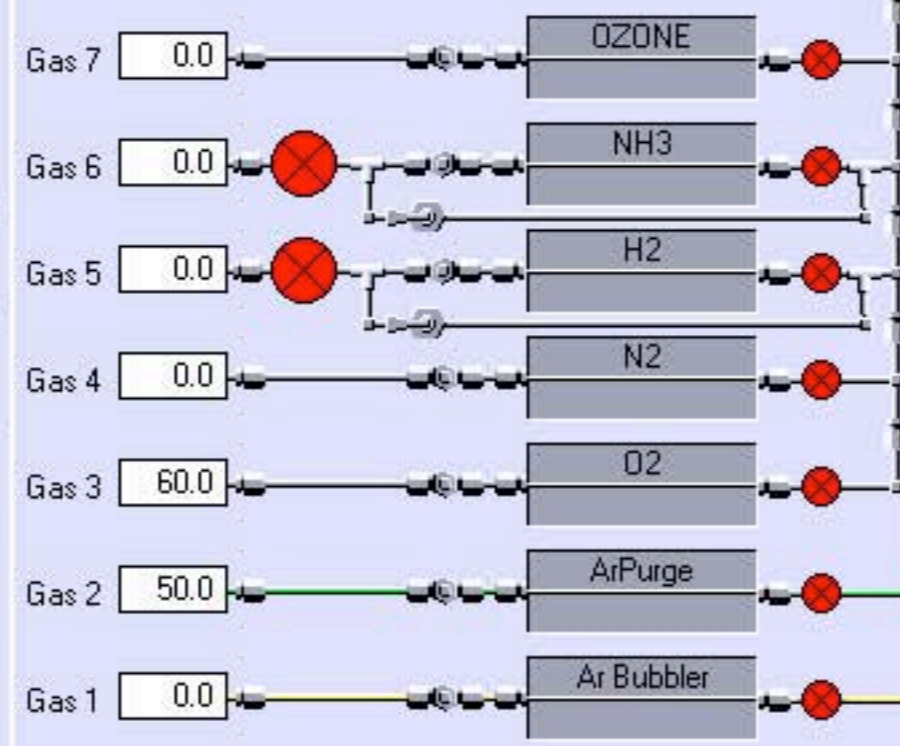 Gas 7 0.0 OZONE
Gas 6 0.0 NH3
Gas 5 0.0 H2
Gas 4 0.0 N2
Gas 3 60.0 O2
Gas 2 50.0 ArPurge
Gas 1 0.0 Ar Bubbler